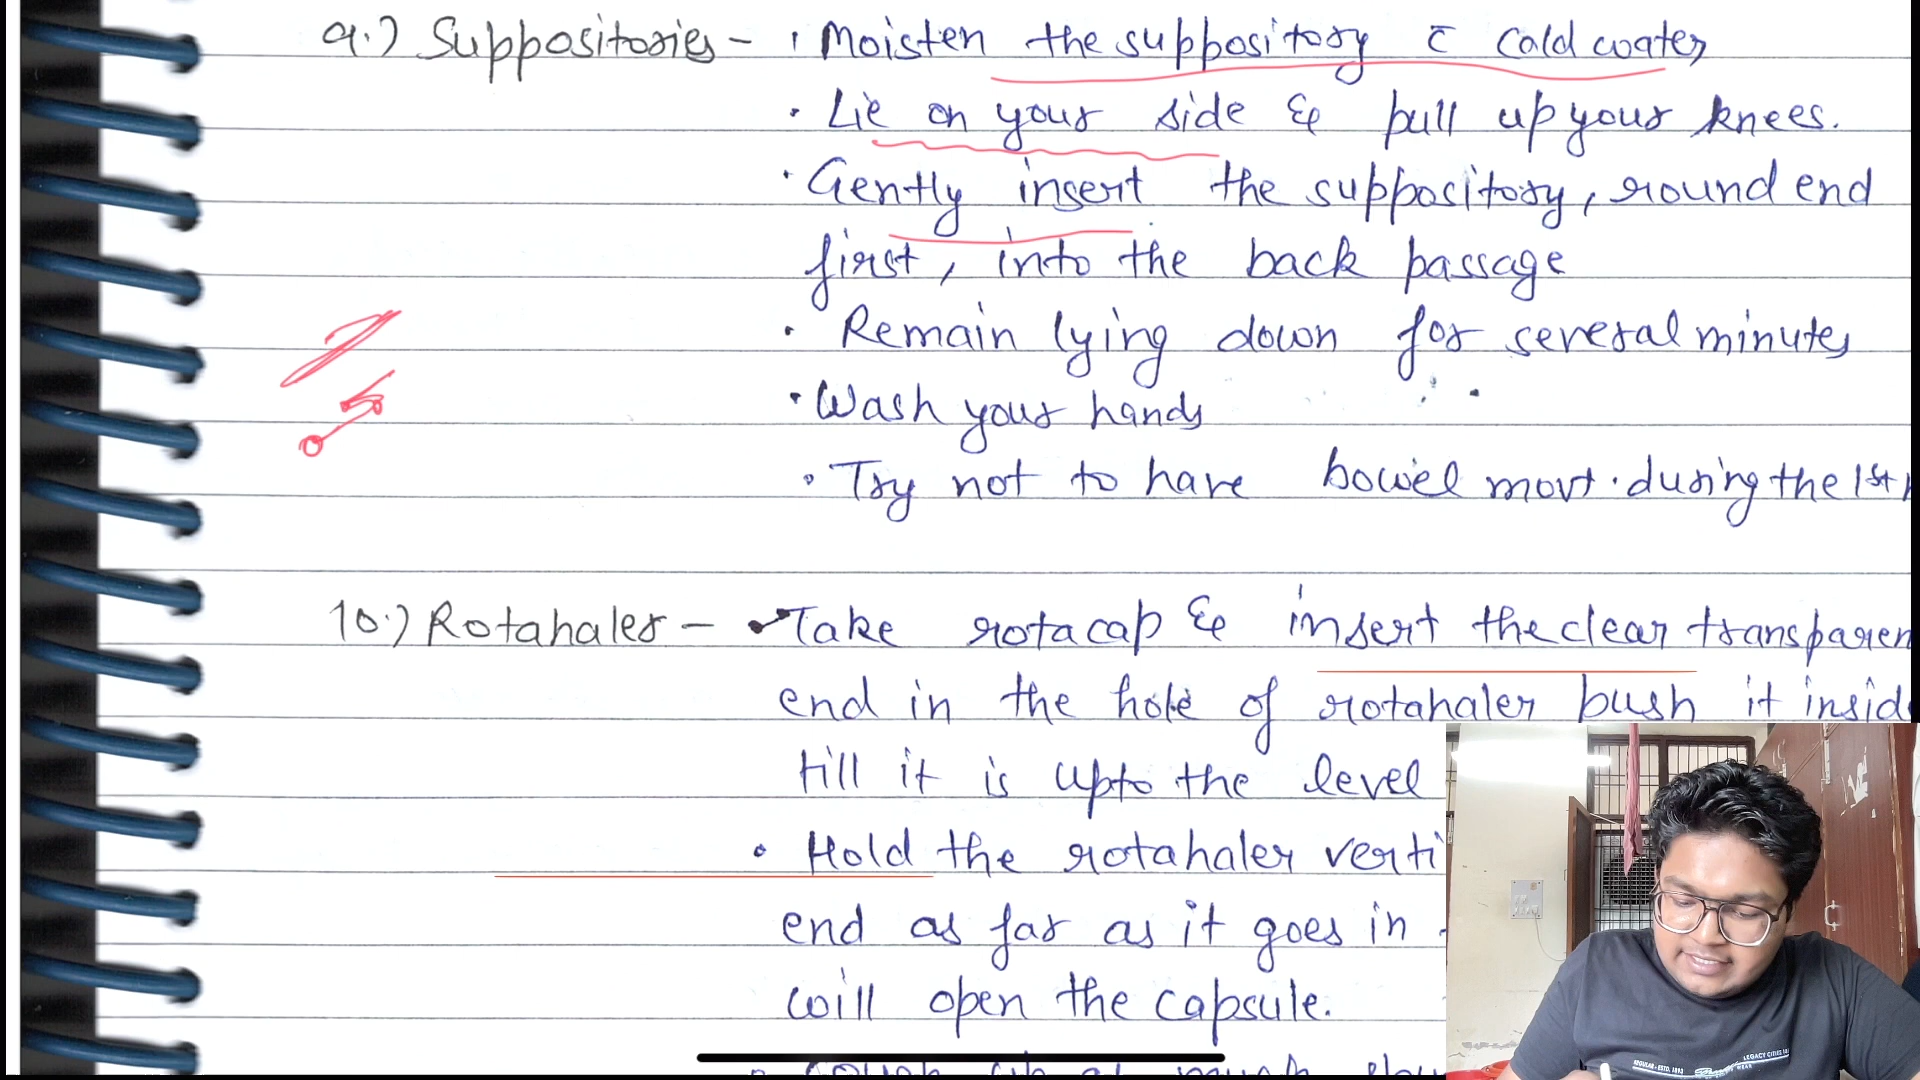 9.) Suppositories - • Moisten the suppository c̄ cold water
• Lie on your side & pull up your knees.
• Gently insert the suppository, round end
first, into the back passage
• Remain lying down for several minutes
• Wash your hands
• Try not to have bowel movt. during the 1st
10.) Rotahaler - • Take rotacap & insert the clear transparen
end in the hole of rotahaler push it insid
till it is upto the level
• Hold the rotahaler verti
end as far as it goes in
will open the capsule.